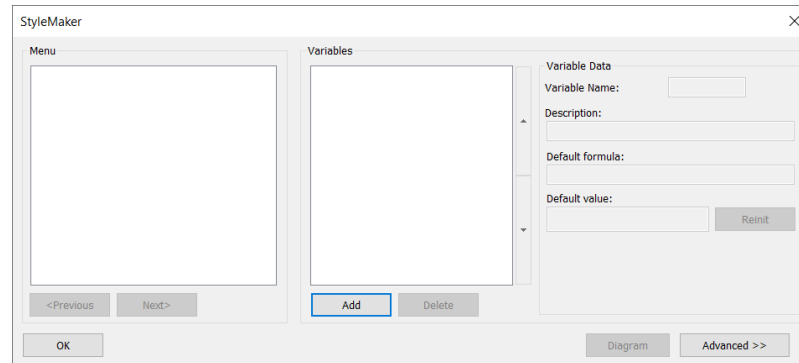 StyleMaker
Menu
Variables
Variable Data
Variable Name:
Description:
Default formula:
Default value:
Reinit
<Previous
Next>
Add
Delete
OK
Diagram
Advanced >>